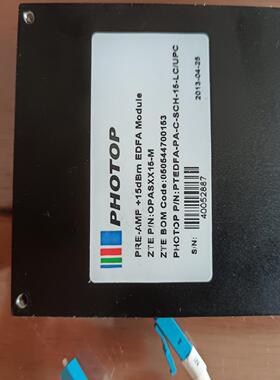 PHOTOP
PRE-AMP +15dBm EDFA Module
ZTE P/N:OPASXX15-M
ZTE BOM Code:050544700153
PHOTOP P/N:PTEDFA-PA-C-SCH-15-LC/UPC
S/N:
40052887
2013-04-25